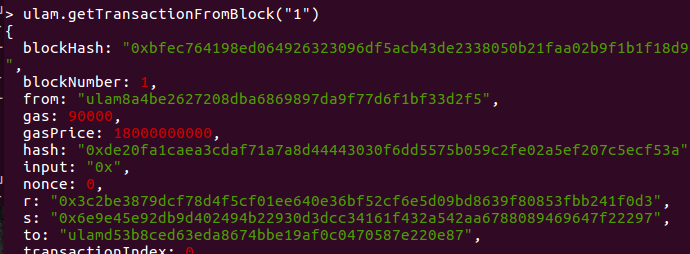 > ulam.getTransactionFromBlock("1")
{
blockHash: "0xbfec764198ed064926323096df5acb43de2338050b21faa02b9f1b1f18d9
",
blockNumber: 1,
from: "ulam8a4be2627208dba6869897da9f77d6f1bf33d2f5",
gas: 90000,
gasPrice: 18000000000,
hash: "0xde20fa1caea3cdaf71a7a8d44443030f6dd5575b059c2fe02a5ef207c5ecf53a"
input: "0x",
nonce: 0,
r: "0x3c2be3879dcf78d4f5cf01ee640e36bf52cf6e5d09bd8639f80853fbb241f0d3",
s: "0x6e9e45e92db9d402494b22930d3dcc34161f432a542aa6788089469647f22297",
to: "ulamd53b8ced63eda8674bbe19af0c0470587e220e87",
transactionIndex: 0